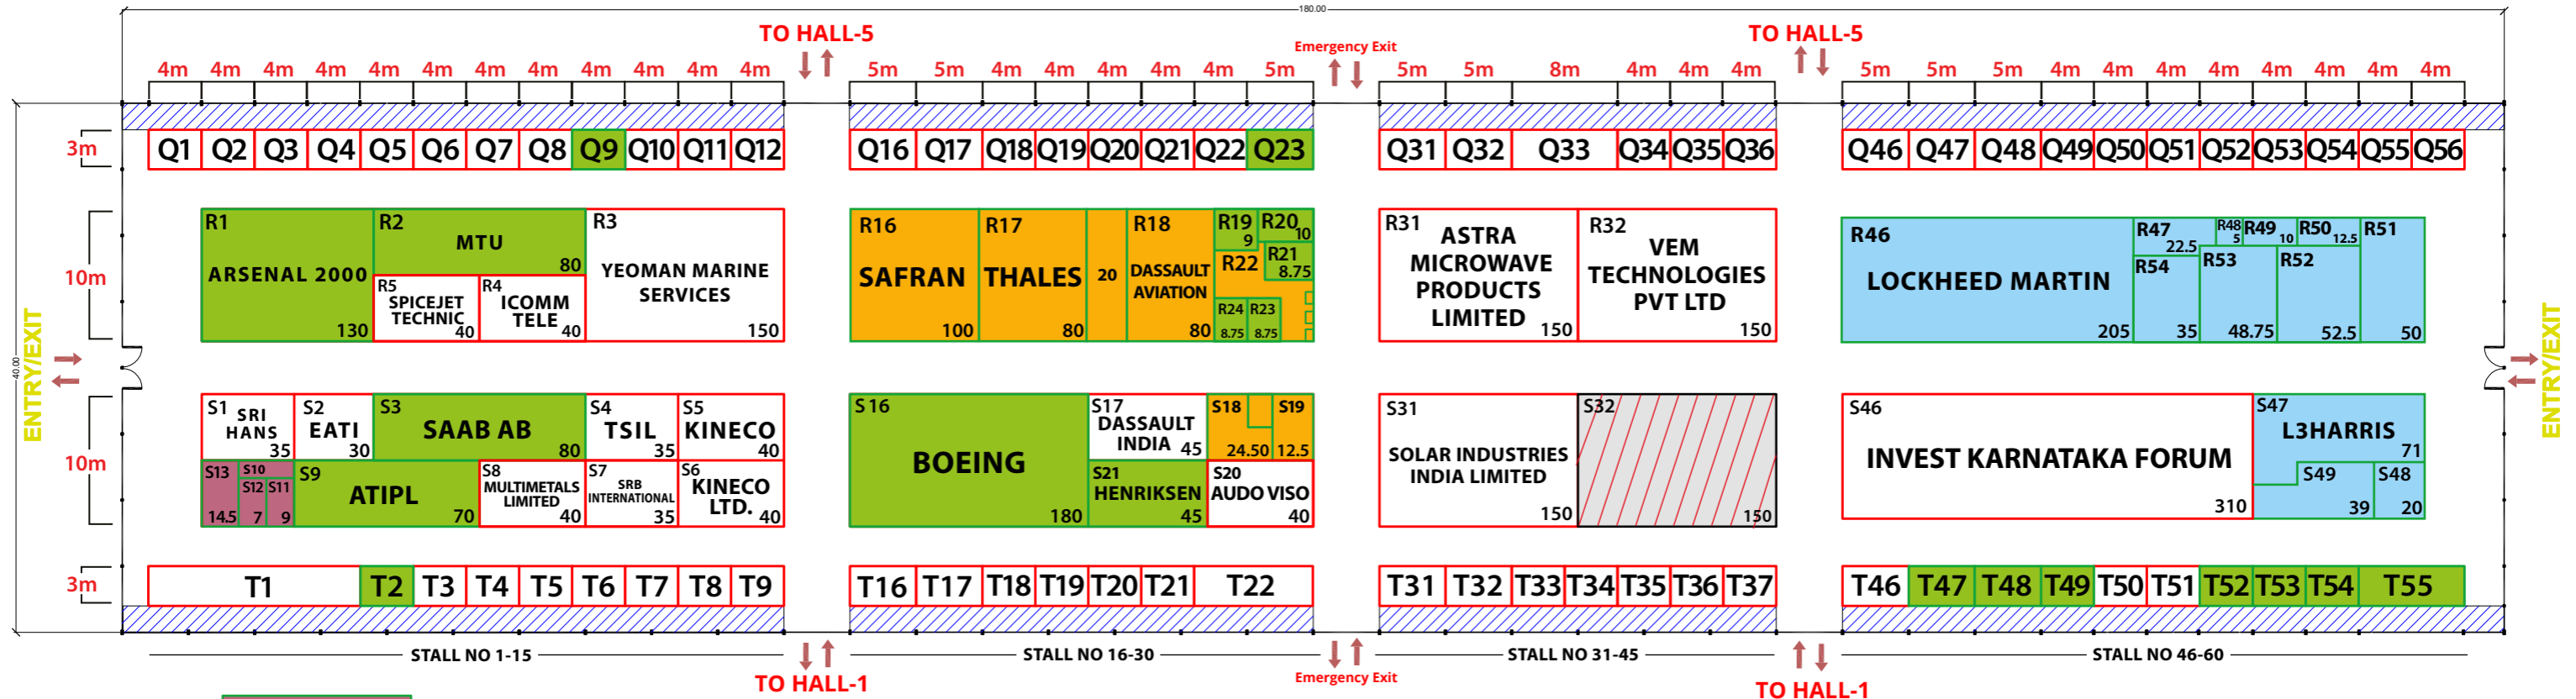 180.00
TO HALL-5
Emergency Exit
TO HALL-5
4m 4m 4m 4m 4m 4m 4m 4m 4m 4m 4m 4m
5m 5m 4m 4m 4m 4m 4m 5m
5m 5m 8m 4m 4m 4m
5m 5m 5m 4m 4m 4m 4m 4m 4m 4m 4m
3m
Q1 Q2 Q3 Q4 Q5 Q6 Q7 Q8 Q9 Q10 Q11 Q12
Q16 Q17 Q18 Q19 Q20 Q21 Q22 Q23
Q31 Q32 Q33 Q34 Q35 Q36
Q46 Q47 Q48 Q49 Q50 Q51 Q52 Q53 Q54 Q55 Q56
10m
R1
ARSENAL 2000
130
R2
MTU
80
R5
SPICEJET
TECHNIC
40
R4
ICOMM
TELE
40
R3
YEOMAN MARINE
SERVICES
150
R16
SAFRAN
100
R17
THALES
80
20
R18
DASSAULT
AVIATION
80
R19
9
R20
10
R21
8.75
R22
R24
8.75
R23
8.75
R31
ASTRA
MICROWAVE
PRODUCTS
LIMITED
150
R32
VEM
TECHNOLOGIES
PVT LTD
150
R46
LOCKHEED MARTIN
205
R47
22.5
R48
5
R49
10
R50
12.5
R51
50
R54
35
R53
48.75
R52
52.5
ENTRY/EXIT
40.00
ENTRY/EXIT
10m
S1
SRI
HANS
35
S2
EATI
30
S3
SAAB AB
80
S4
TSIL
35
S5
KINECO
40
S13
14.5
S10
S12
7
S11
9
S9
ATIPL
70
S8
MULTIMETALS
LIMITED
40
S7
SRB
INTERNATIONAL
35
S6
KINECO
LTD.
40
S 16
BOEING
180
S17
DASSAULT
INDIA
45
S18
24.50
S19
12.5
S21
HENRIKSEN
45
S20
AUDO VISO
40
S31
SOLAR INDUSTRIES
INDIA LIMITED
150
S32
150
S46
INVEST KARNATAKA FORUM
310
S47
L3HARRIS
71
S49
39
S48
20
3m
T1 T2 T3 T4 T5 T6 T7 T8 T9
T16 T17 T18 T19 T20 T21 T22
T31 T32 T33 T34 T35 T36 T37
T46 T47 T48 T49 T50 T51 T52 T53 T54 T55
STALL NO 1-15
STALL NO 16-30
STALL NO 31-45
STALL NO 46-60
TO HALL-1
Emergency Exit
TO HALL-1